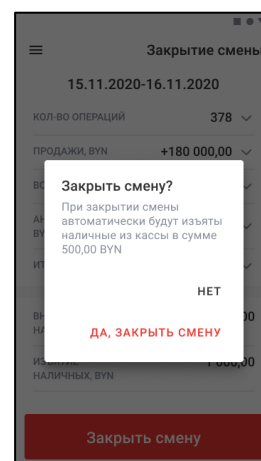 Закрытие смены
15.11.2020-16.11.2020
КОЛ-ВО ОПЕРАЦИЙ 378
ПРОДАЖИ, BYN +180 000,00
Закрыть смену?
При закрытии смены
автоматически будут изъяты
наличные из кассы в сумме
500,00 BYN
НЕТ
ДА, ЗАКРЫТЬ СМЕНУ
НАЛИЧНЫХ, BYN
Закрыть смену